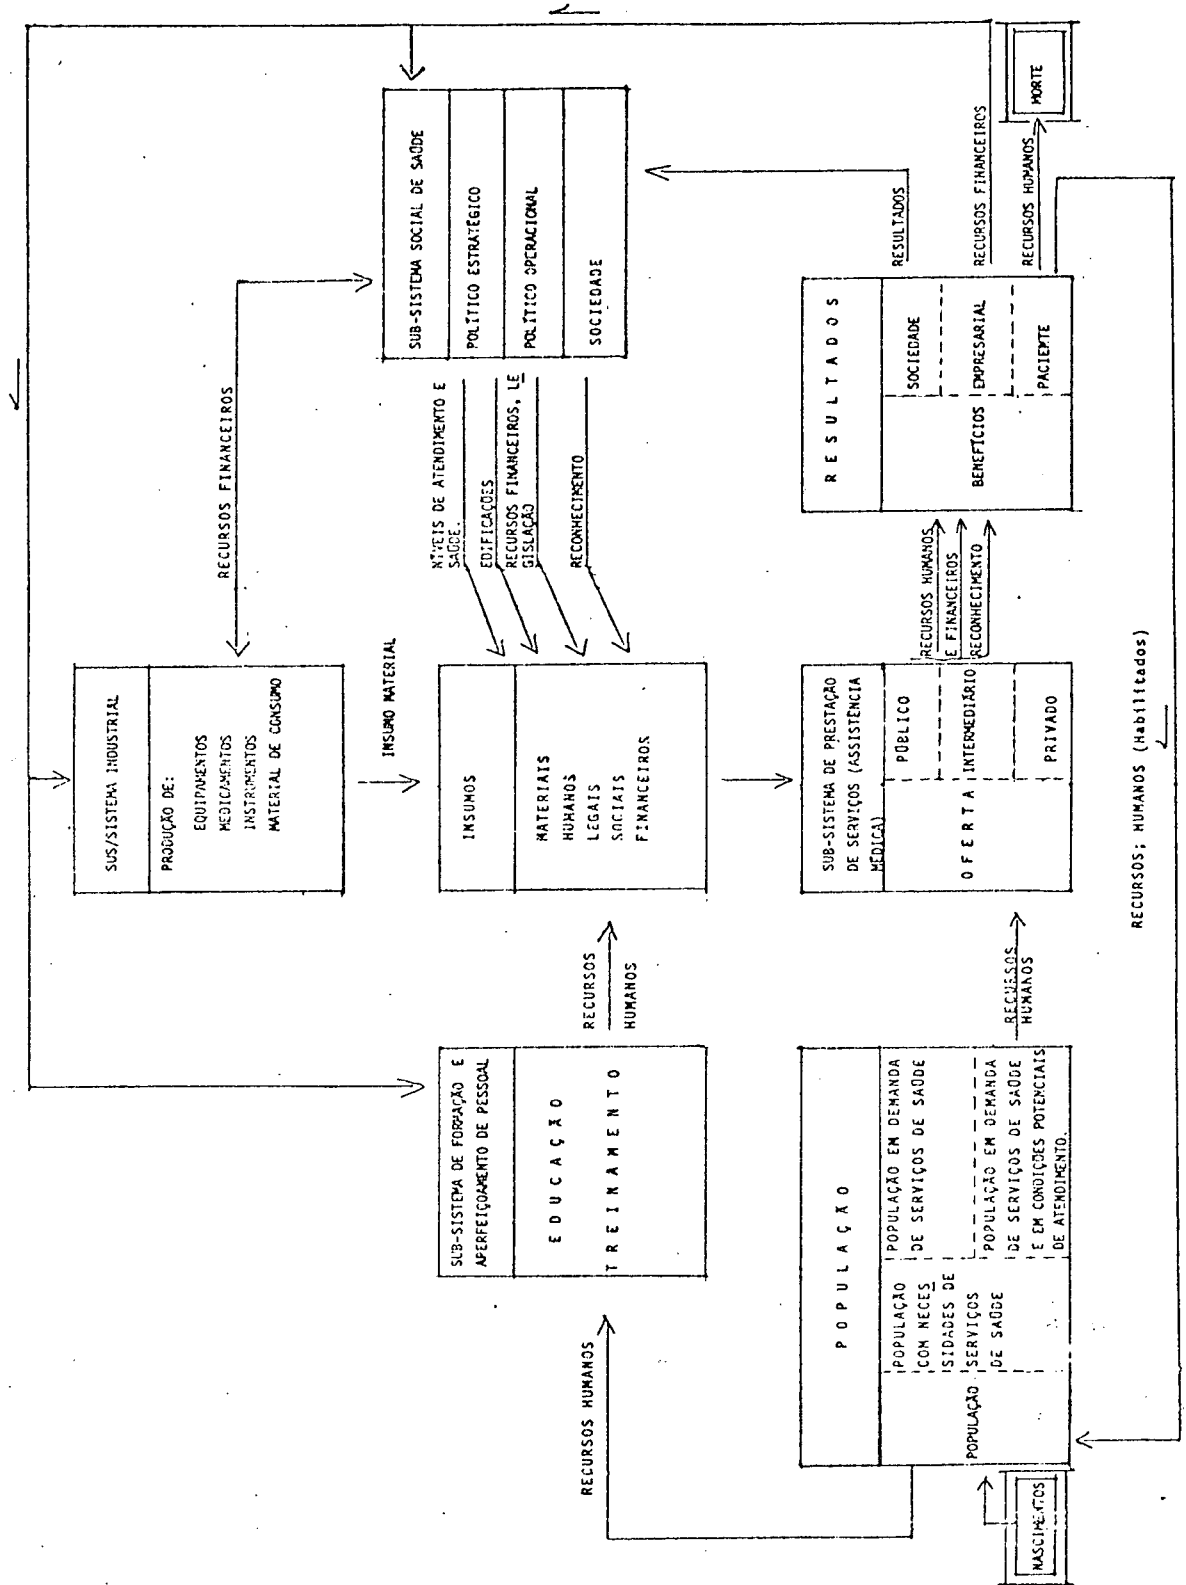 SUS/SISTEMA INDUSTRIAL
PRODUÇÃO DE:
EQUIPAMENTOS
MEDICAMENTOS
INSTRUMENTOS
MATERIAL DE CONSUMO
RECURSOS FINANCEIROS
INSUMO MATERIAL
SUB-SISTEMA DE FORMAÇÃO E
APERFEIÇOAMENTO DE PESSOAL
E D U C A Ç Ã O
T R E I N A M E N T O
RECURSOS
HUMANOS
INSUMOS
MATERIAIS
HUMANOS
LEGAIS
SOCIAIS
FINANCEIROS
NÍVEIS DE ATENDIMENTO E
SAÚDE.
EDIFICAÇÕES
RECURSOS FINANCEIROS, LE
GISLAÇÃO
RECONHECIMENTO
SUB-SISTEMA SOCIAL DE SAÚDE
POLÍTICO ESTRATÉGICO
POLÍTICO OPERACIONAL
SOCIEDADE
RECURSOS HUMANOS
P O P U L A Ç Ã O
POPULAÇÃO
POPULAÇÃO
COM NECES
SIDADES DE
SERVIÇOS
DE SAÚDE
POPULAÇÃO EM DEMANDA
DE SERVIÇOS DE SAÚDE
POPULAÇÃO EM DEMANDA
DE SERVIÇOS DE SAÚDE
E EM CONDIÇÕES POTENCIAIS
DE ATENDIMENTO.
NASCIMENTOS
RECURSOS
HUMANOS
SUB-SISTEMA DE PRESTAÇÃO
DE SERVIÇOS (ASSISTÊNCIA
MÉDICA)
O F E R T A
PÚBLICO
INTERMEDIÁRIO
PRIVADO
RECURSOS HUMANOS
E FINANCEIROS
RECONHECIMENTO
R E S U L T A D O S
BENEFÍCIOS
SOCIEDADE
EMPRESARIAL
PACIENTE
RESULTADOS
RECURSOS FINANCEIROS
RECURSOS HUMANOS
MORTE
RECURSOS; HUMANOS (Habilitados)